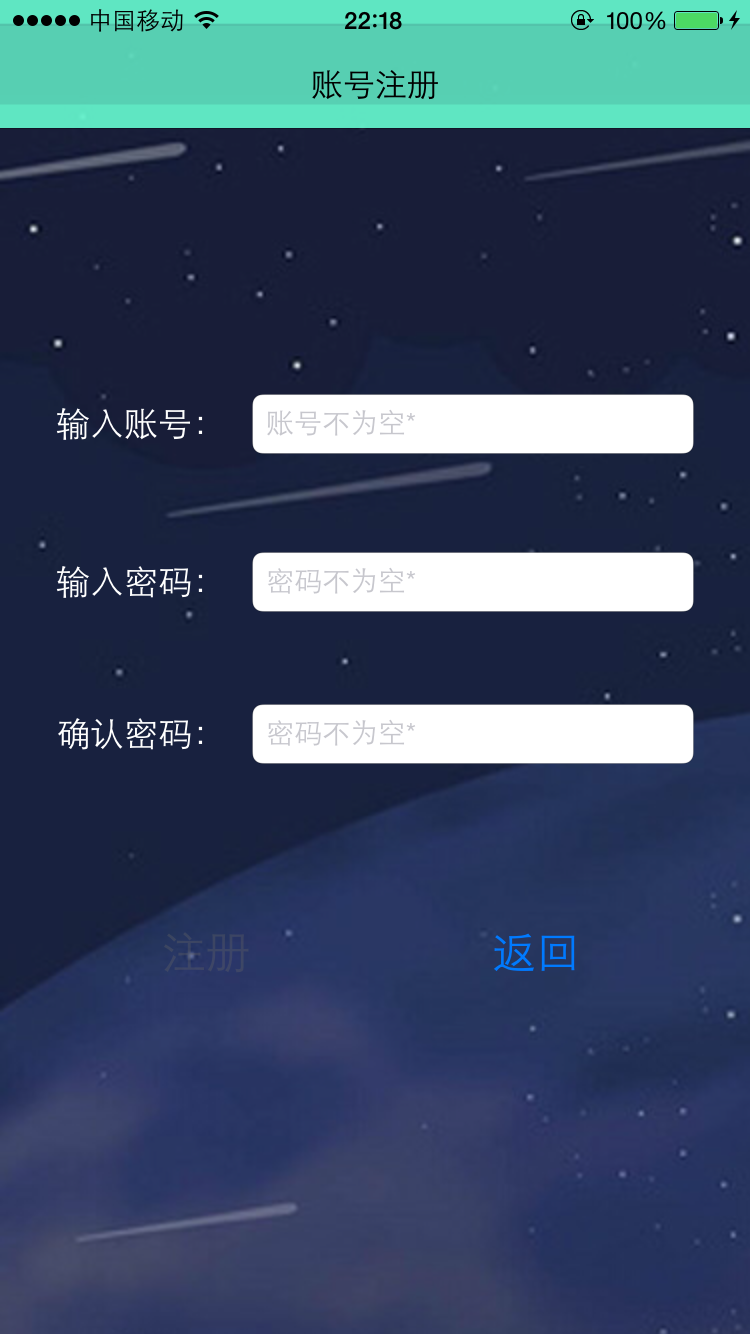 中国移动 22:18 100%
账号注册
输入账号： 账号不为空*
输入密码： 密码不为空*
确认密码： 密码不为空*
注册 返回